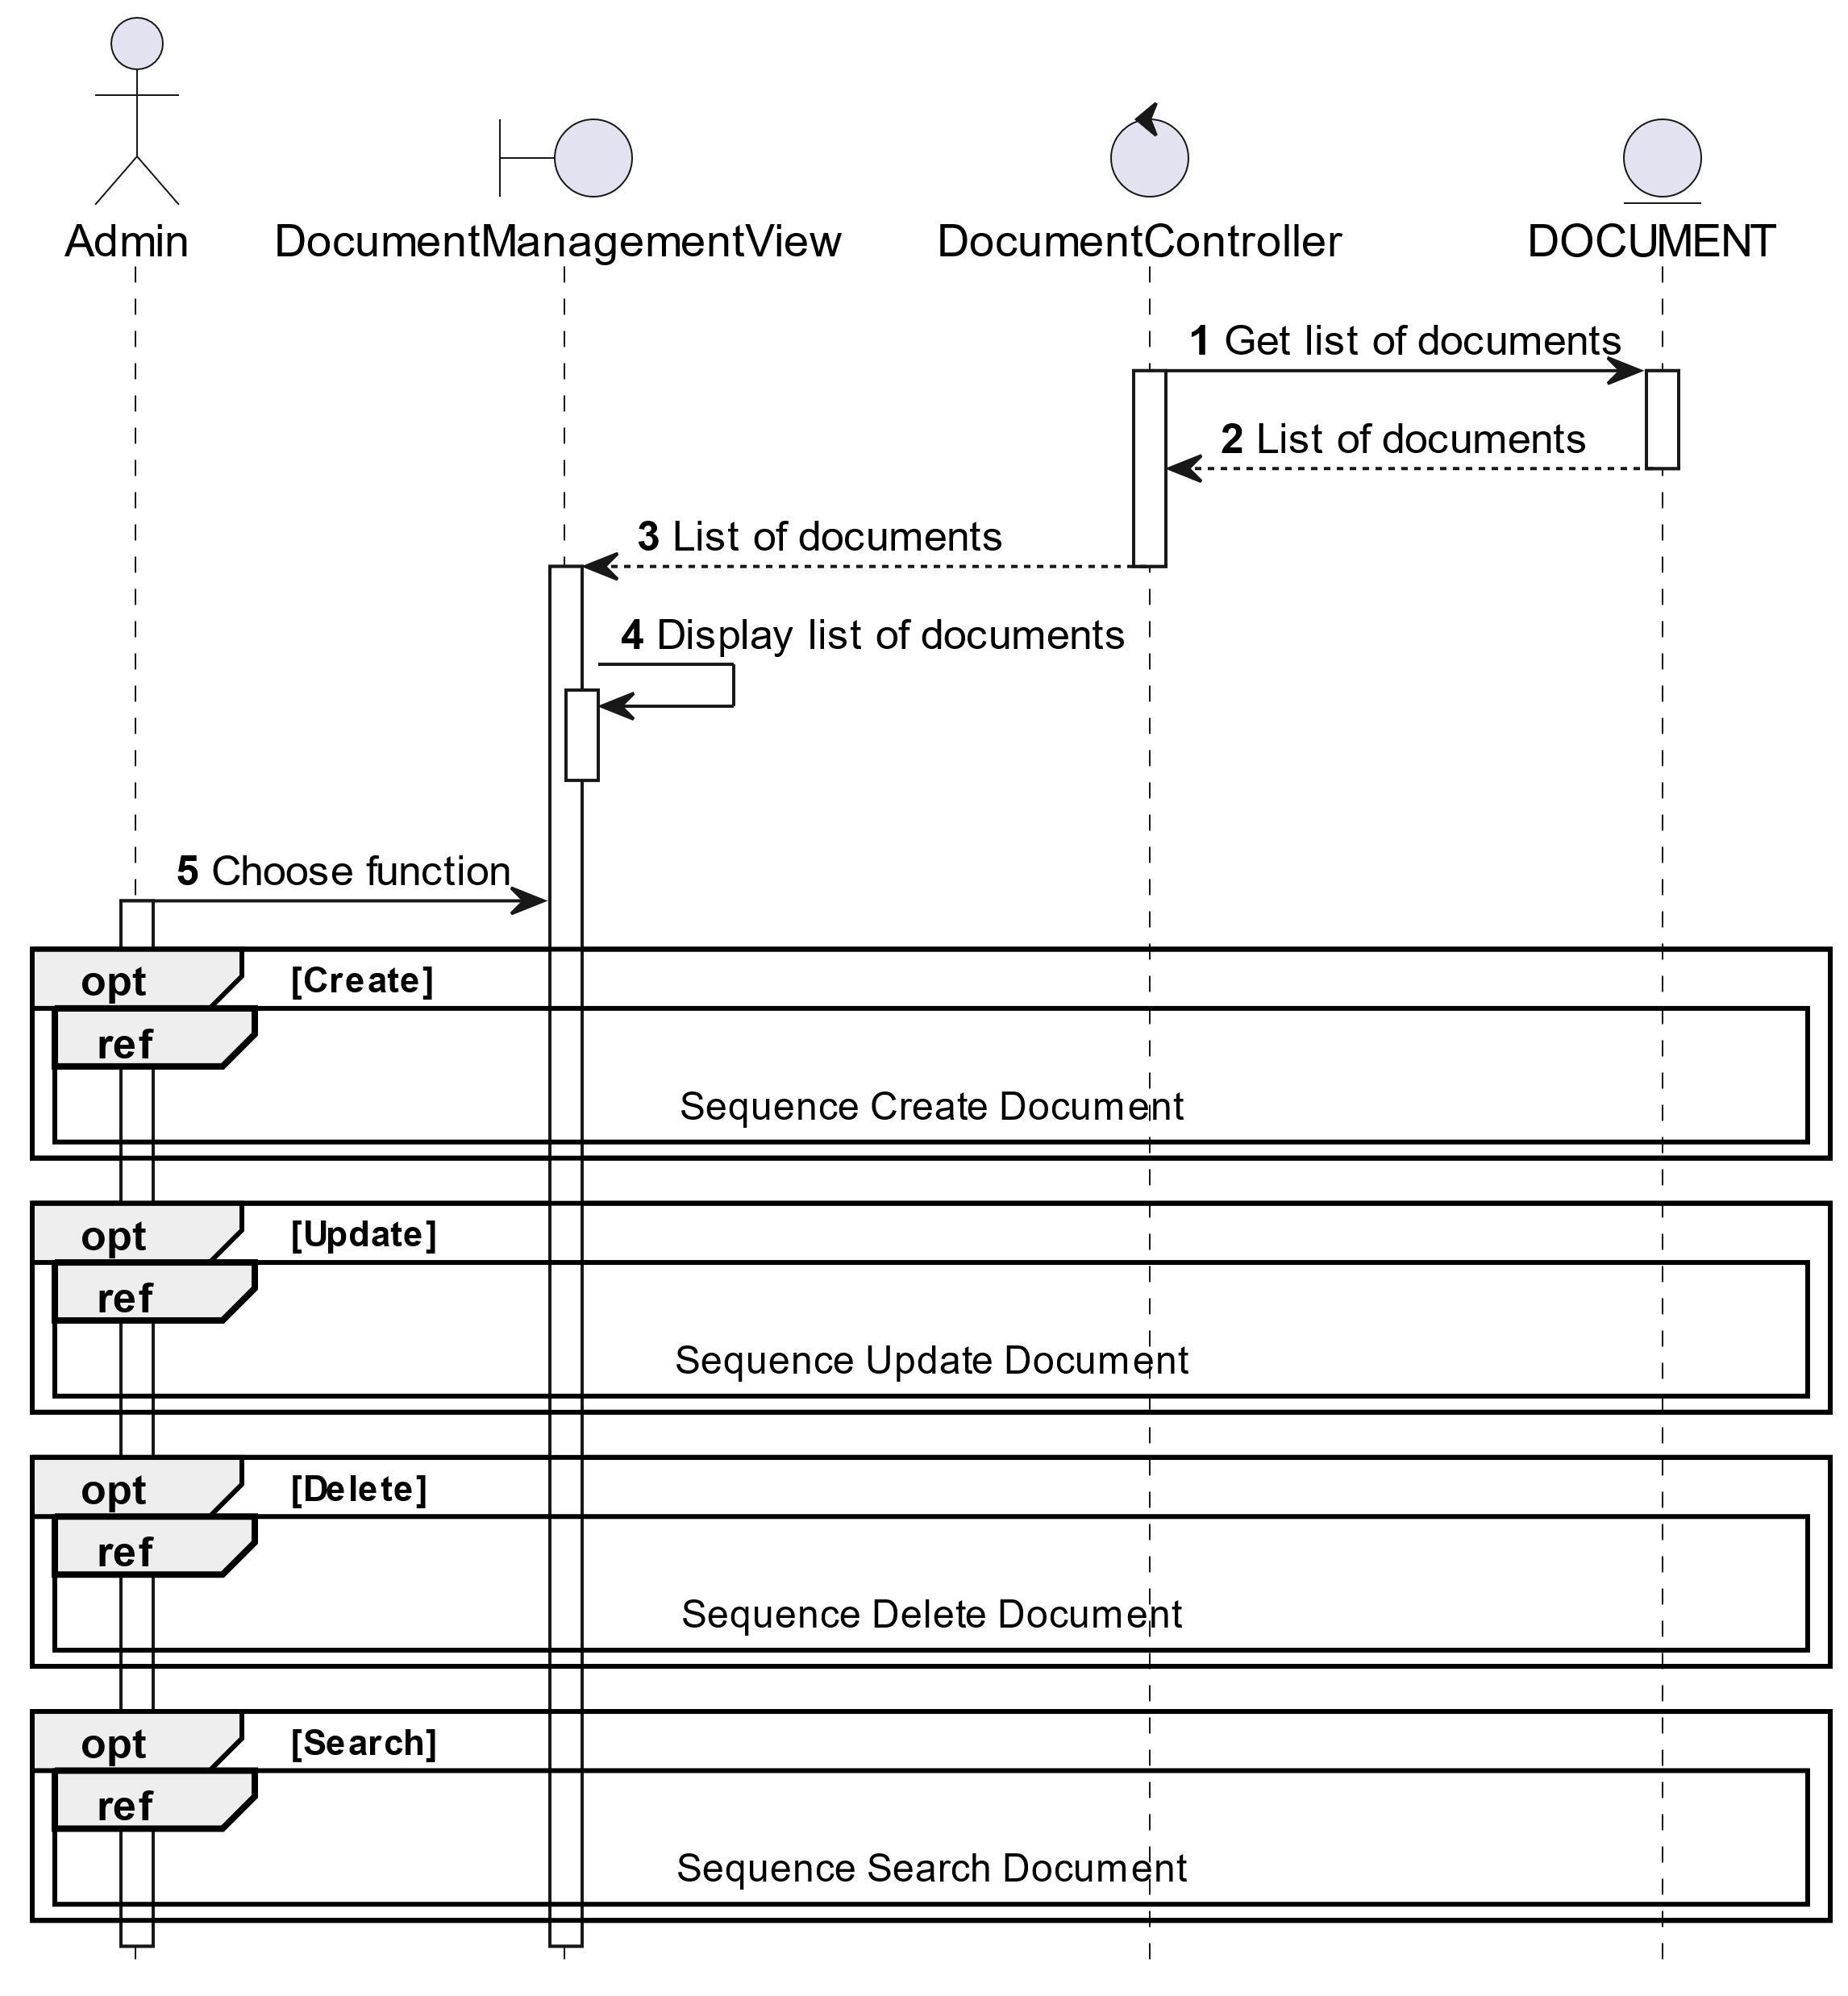 Admin
DocumentManagementView
DocumentController
DOCUMENT
1 Get list of documents
2 List of documents
3 List of documents
4 Display list of documents
5 Choose function
opt [Create]
ref
Sequence Create Document
opt [Update]
ref
Sequence Update Document
opt [Delete]
ref
Sequence Delete Document
opt [Search]
ref
Sequence Search Document